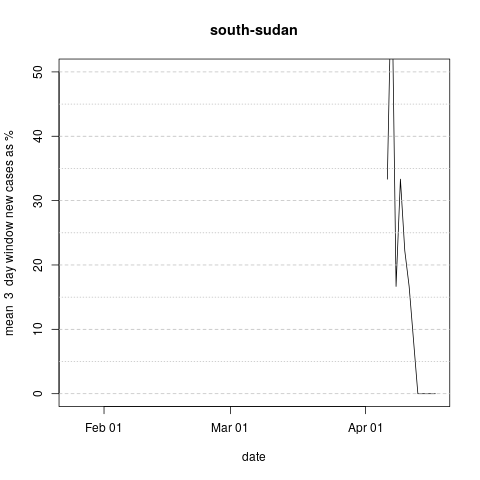 south-sudan
mean  3  day window new cases as %
50
40
30
20
10
0
Feb 01
Mar 01
Apr 01
date